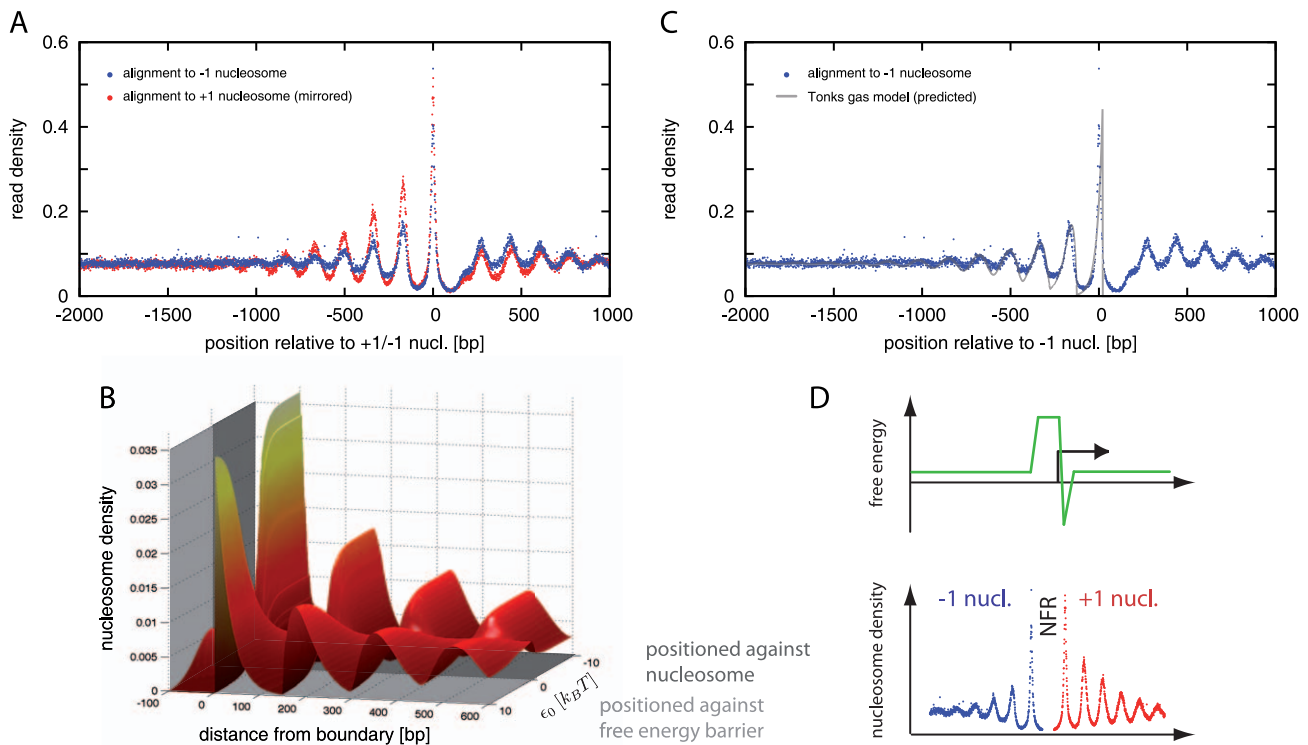 A
0.6
0.4
0.2
0
read density
alignment to -1 nucleosome
alignment to +1 nucleosome (mirrored)
-2000 -1500 -1000 -500 0 500 1000
position relative to +1/-1 nucl. [bp]
C
0.6
0.4
0.2
0
read density
alignment to -1 nucleosome
Tonks gas model (predicted)
-2000 -1500 -1000 -500 0 500 1000
position relative to -1 nucl. [bp]
B
0.035
0.03
0.025
0.02
0.015
0.01
0.005
0
nucleosome density
-100 0 100 200 300 400 500 600
distance from boundary [bp]
-10
0
10
ϵ₀ [k_BT]
positioned against
nucleosome
positioned against
free energy barrier
D
free energy
nucleosome density
-1 nucl.
NFR
+1 nucl.